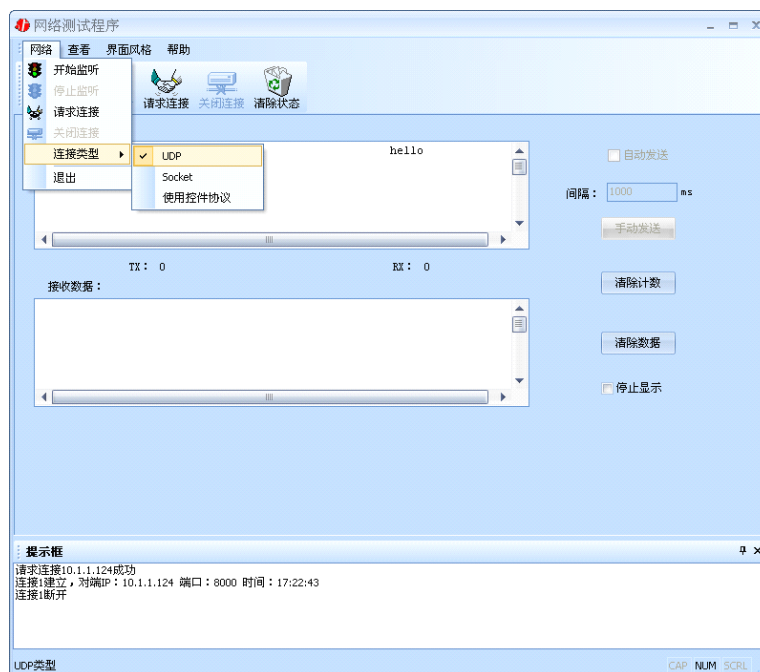 网络测试程序
网络 查看 界面风格 帮助
开始监听
停止监听
请求连接
关闭连接
连接类型
退出
UDP
Socket
使用控件协议
请求连接 关闭连接 清除状态
hello
自动发送
间隔： 1000 ms
手动发送
TX： 0 RX： 0
清除计数
接收数据：
清除数据
停止显示
提示框
请求连接10.1.1.124成功
连接1建立，对端IP：10.1.1.124 端口：8000 时间：17:22:43
连接1断开
UDP类型 CAP NUM SCRL